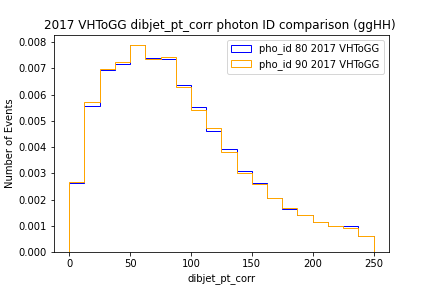 2017 VHToGG dibjet_pt_corr photon ID comparison (ggHH)
pho_id 80 2017 VHToGG
pho_id 90 2017 VHToGG
Number of Events
0.008
0.007
0.006
0.005
0.004
0.003
0.002
0.001
0.000
0 50 100 150 200 250
dibjet_pt_corr